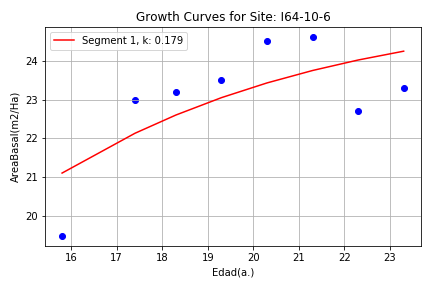 Growth Curves for Site: I64-10-6
Segment 1, k: 0.179
AreaBasal(m2/Ha)
24
23
22
21
20
16 17 18 19 20 21 22 23
Edad(a.)